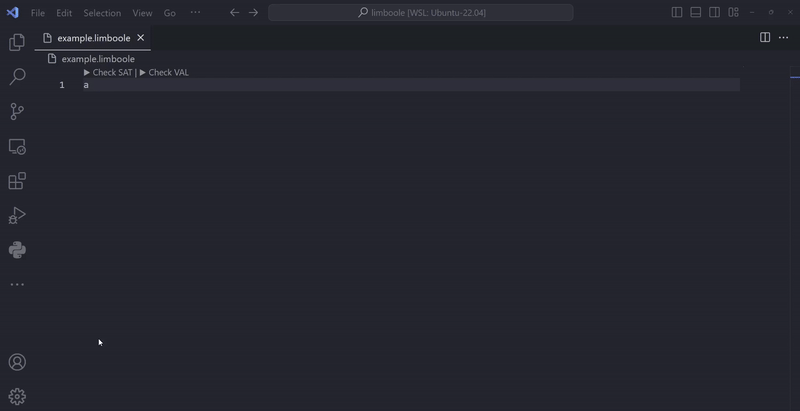 File Edit Selection View Go ··· limboole [WSL: Ubuntu-22.04]
example.limboole
example.limboole
Check SAT | Check VAL
1 a